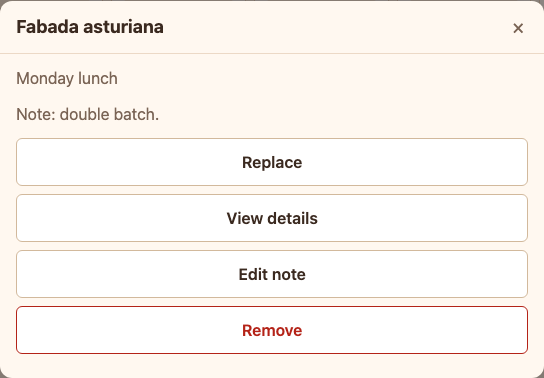 Fabada asturiana ×
Monday lunch
Note: double batch.
Replace
View details
Edit note
Remove